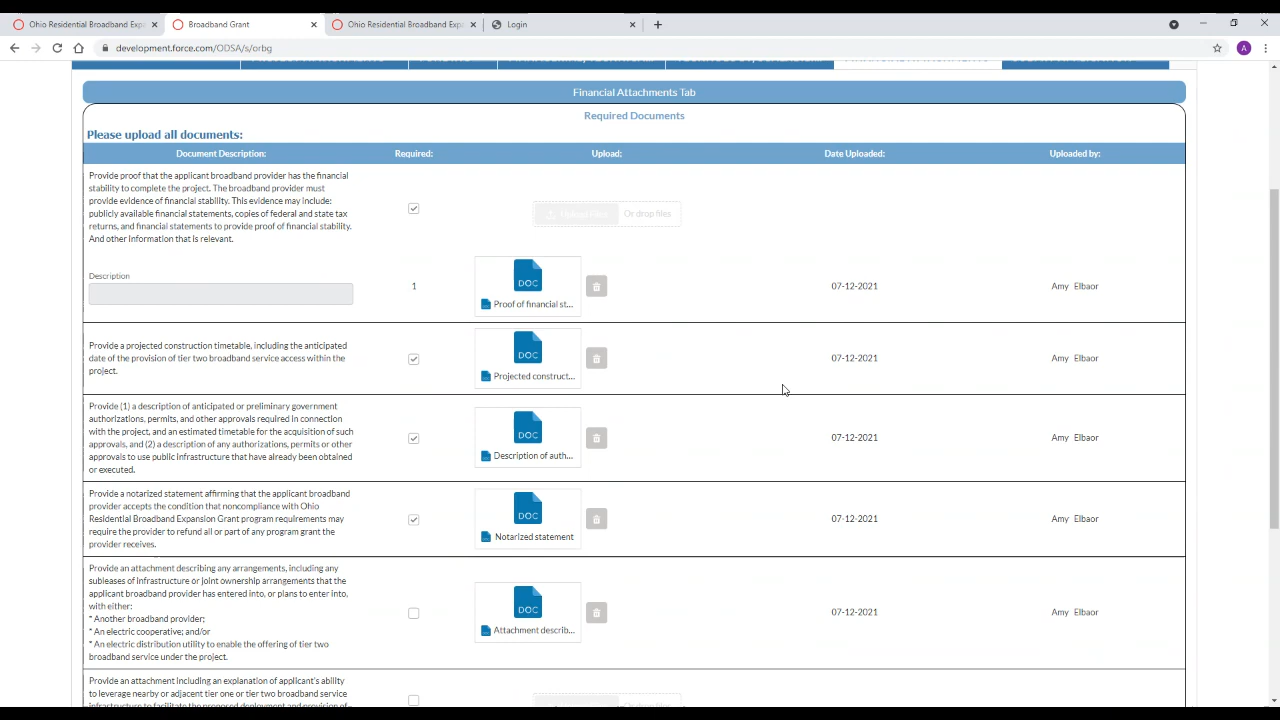 Ohio Residential Broadband Exp
Broadband Grant
Ohio Residential Broadband Exp
Login
development.force.com/ODSA/s/orbg
A
Financial Attachments Tab
Required Documents
Please upload all documents:
Document Description: Required: Upload: Date Uploaded: Uploaded by:
Provide proof that the applicant broadband provider has the financial
stability to complete the project. The broadband provider must
provide evidence of financial stability. This evidence may include:
publicly available financial statements, copies of federal and state tax
returns, and financial statements to provide proof of financial stability.
And other information that is relevant.
Upload Files Or drop files
Description
1
DOC
Proof of financial st...
07-12-2021
Amy Elbaor
Provide a projected construction timetable, including the anticipated
date of the provision of tier two broadband service access within the
project.
DOC
Projected construct...
07-12-2021
Amy Elbaor
Provide (1) a description of anticipated or preliminary government
authorizations, permits, and other approvals required in connection
with the project, and an estimated timetable for the acquisition of such
approvals, and (2) a description of any authorizations, permits or other
approvals to use public infrastructure that have already been obtained
or executed.
DOC
Description of auth...
07-12-2021
Amy Elbaor
Provide a notarized statement affirming that the applicant broadband
provider accepts the condition that noncompliance with Ohio
Residential Broadband Expansion Grant program requirements may
require the provider to refund all or part of any program grant the
provider receives.
DOC
Notarized statement
07-12-2021
Amy Elbaor
Provide an attachment describing any arrangements, including any
subleases of infrastructure or joint ownership arrangements that the
applicant broadband provider has entered into, or plans to enter into,
with either:
* Another broadband provider;
* An electric cooperative; and/or
* An electric distribution utility to enable the offering of tier two
broadband service under the project.
DOC
Attachment describ...
07-12-2021
Amy Elbaor
Provide an attachment including an explanation of applicant's ability
to leverage nearby or adjacent tier one or tier two broadband service
infrastructure to facilitate the proposed deployment and provision of